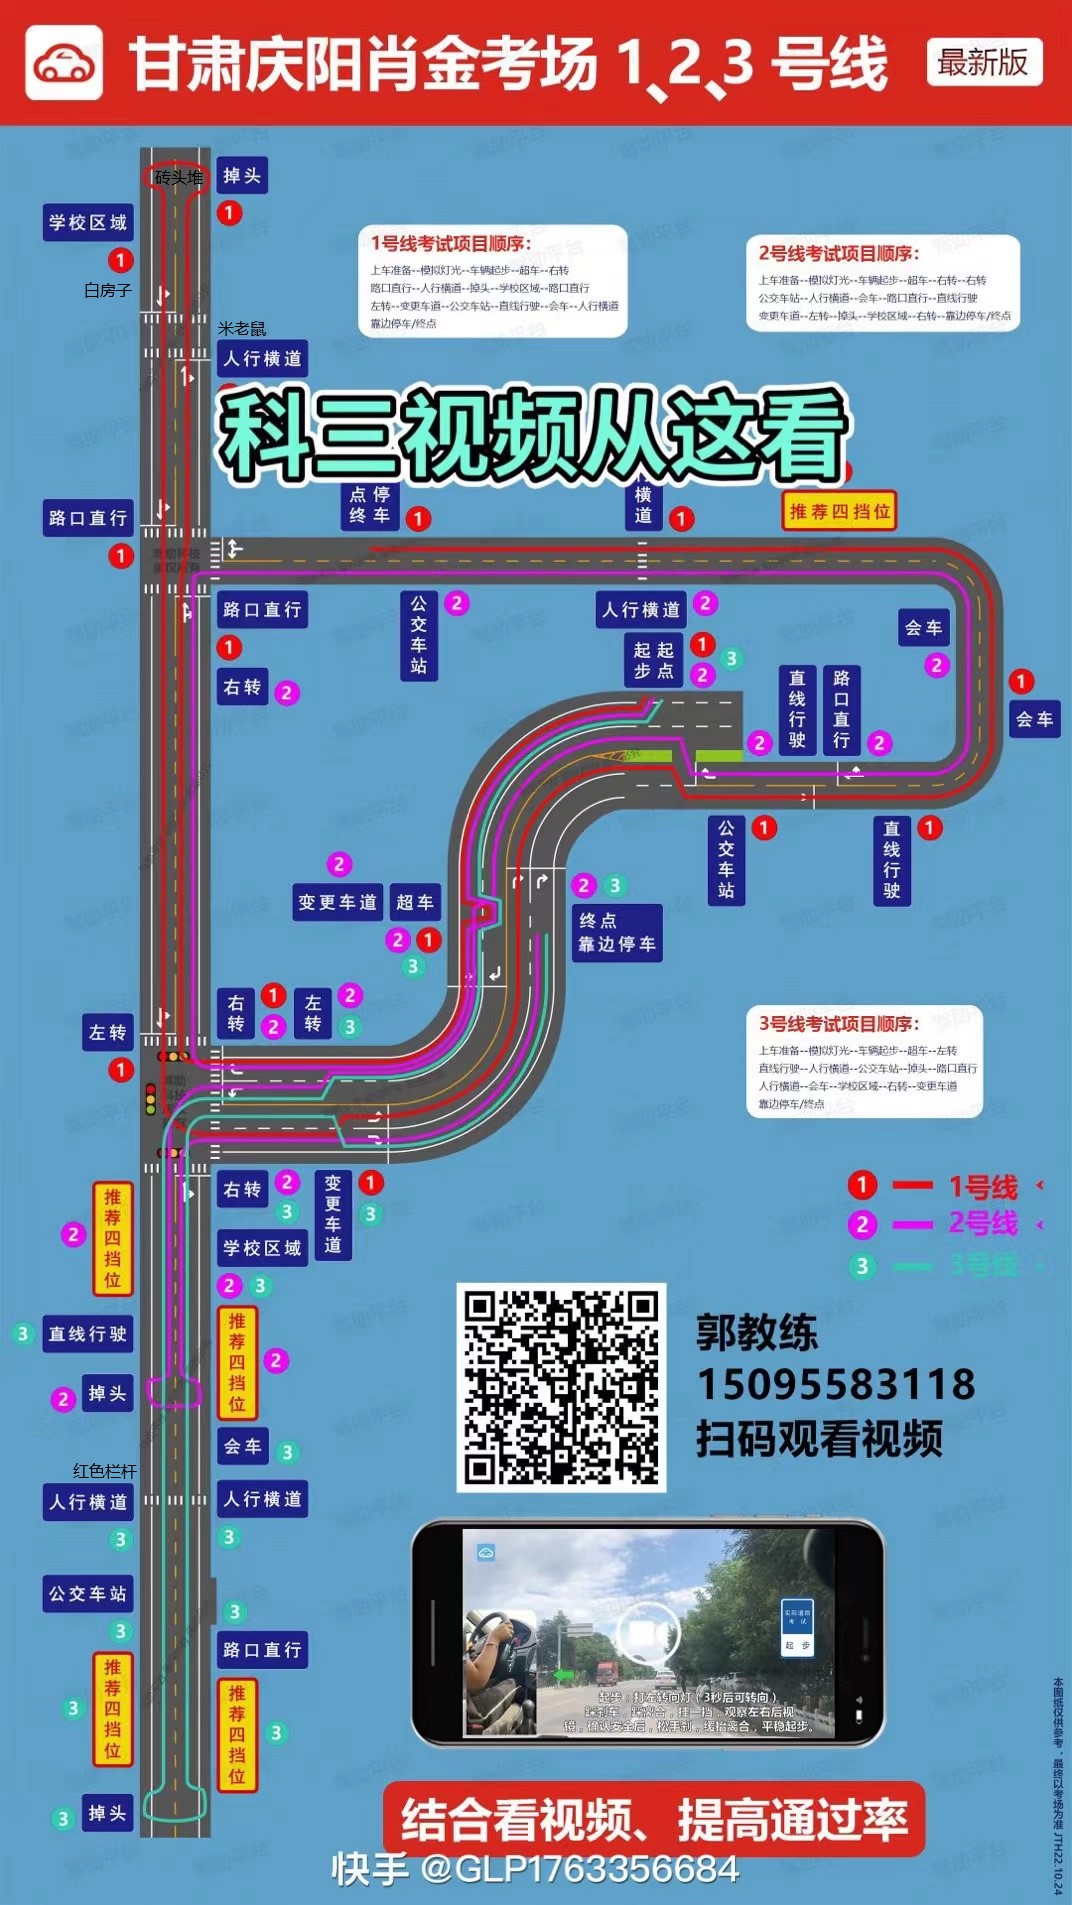 甘肃庆阳肖金考场 1、2、3 号线
最新版
砖头堆
掉头
1
学校区域
1
白房子
米老鼠
人行横道
1号线考试项目顺序：
上车准备--模拟灯光--车辆起步--超车--右转
路口直行--人行横道--掉头--学校区域--路口直行
左转--变更车道--公交车站--直线行驶--会车--人行横道
靠边停车/终点
2号线考试项目顺序：
上车准备--模拟灯光--车辆起步--超车--右转--右转
公交车站--人行横道--会车--路口直行--直线行驶
变更车道--左转--掉头--学校区域--右转--靠边停车/终点
科三视频从这看
路口直行
1
点停
终车
1
横道
1
推荐四挡位
路口直行
1
右转
2
公交车站
2
人行横道
2
起起
步点
1
2
3
会车
2
1
会车
直线行驶
2
路口直行
2
公交车站
1
直线行驶
1
2
变更车道
超车
2
1
3
2
3
终点
靠边停车
左转
1
右转
1
2
左转
2
3
3号线考试项目顺序：
上车准备--模拟灯光--车辆起步--超车--左转
直线行驶--人行横道--公交车站--掉头--路口直行
人行横道--会车--学校区域--右转--变更车道
靠边停车/终点
右转
2
3
变更车道
1
3
学校区域
2
3
推荐四挡位
2
1
1号线
2
2号线
3
3号线
3
直线行驶
推荐四挡位
2
2
掉头
会车
3
红色栏杆
人行横道
3
人行横道
3
公交车站
3
3
路口直行
推荐四挡位
3
推荐四挡位
3
3
掉头
郭教练
15095583118
扫码观看视频
实际道路
考试
起步
起步：打左转向灯（3秒后可转向）
踩刹车，踩离合，挂一挡，观察左右后视
镜，确认安全后，松手刹，缓抬离合，平稳起步。
结合看视频、提高通过率
快手 @GLP1763356684
本图纸仅供参考，最终以考场为准 JTH22.10.24